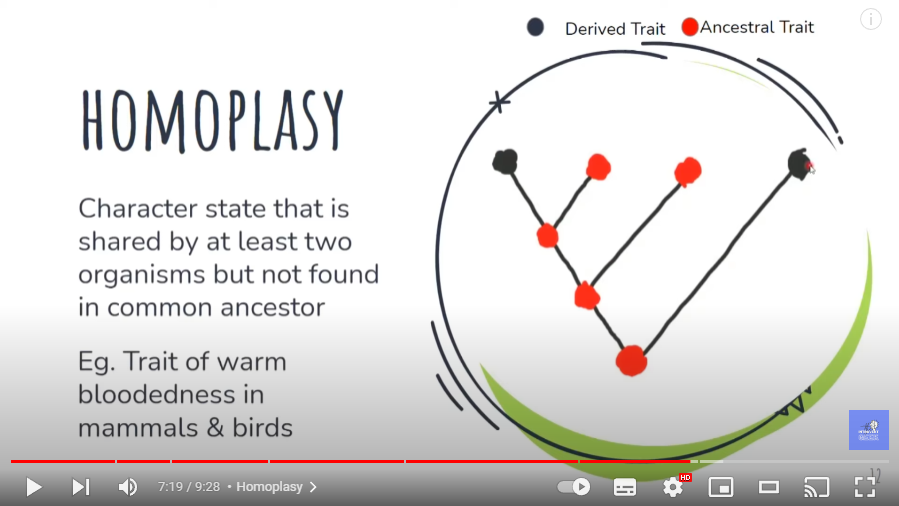 Derived Trait Ancestral Trait
HOMOPLASY
Character state that is
shared by at least two
organisms but not found
in common ancestor
Eg. Trait of warm
bloodedness in
mammals & birds
12
7:19 / 9:28 • Homoplasy
HD